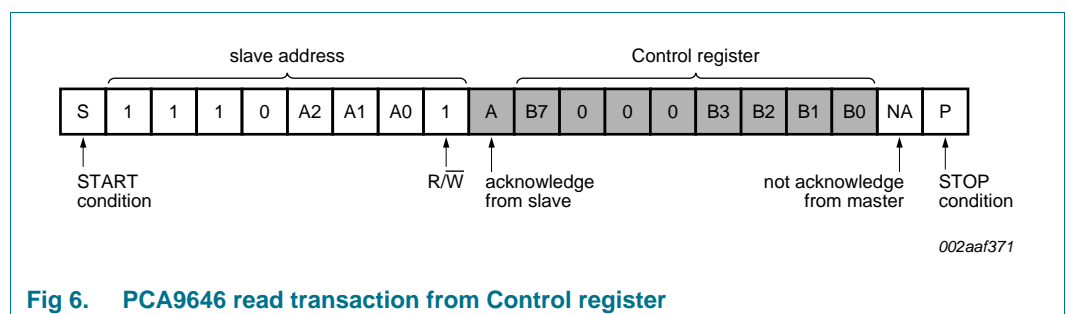 slave address Control register
S 1 1 1 0 A2 A1 A0 1 A B7 0 0 0 B3 B2 B1 B0 NA P
START condition R/W̅ acknowledge from slave not acknowledge from master STOP condition
002aaf371
Fig 6. PCA9646 read transaction from Control register